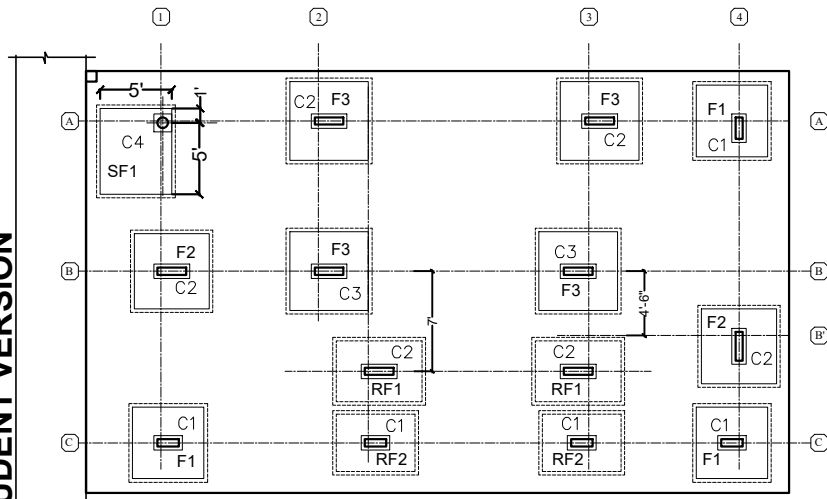 1
2
3
4
5'
1'
C2
F3
F3
F1
A
A
C4
C2
C1
SF1
5'
F2
F3
C3
B
B
C2
C3
F3
4'-6"
7'
F2
B'
C2
C2
C2
RF1
RF1
C1
C1
C1
C1
C
C
F1
RF2
RF2
F1
UDENT VERSION